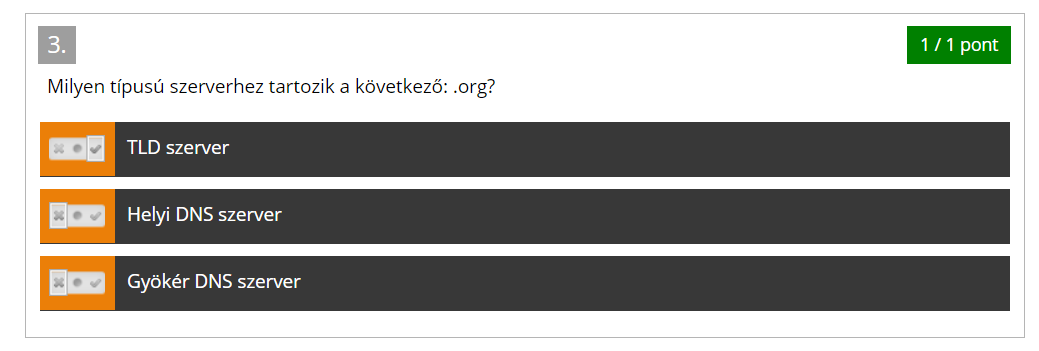 3.
1 / 1 pont
Milyen típusú szerverhez tartozik a következő: .org?
TLD szerver
Helyi DNS szerver
Gyökér DNS szerver